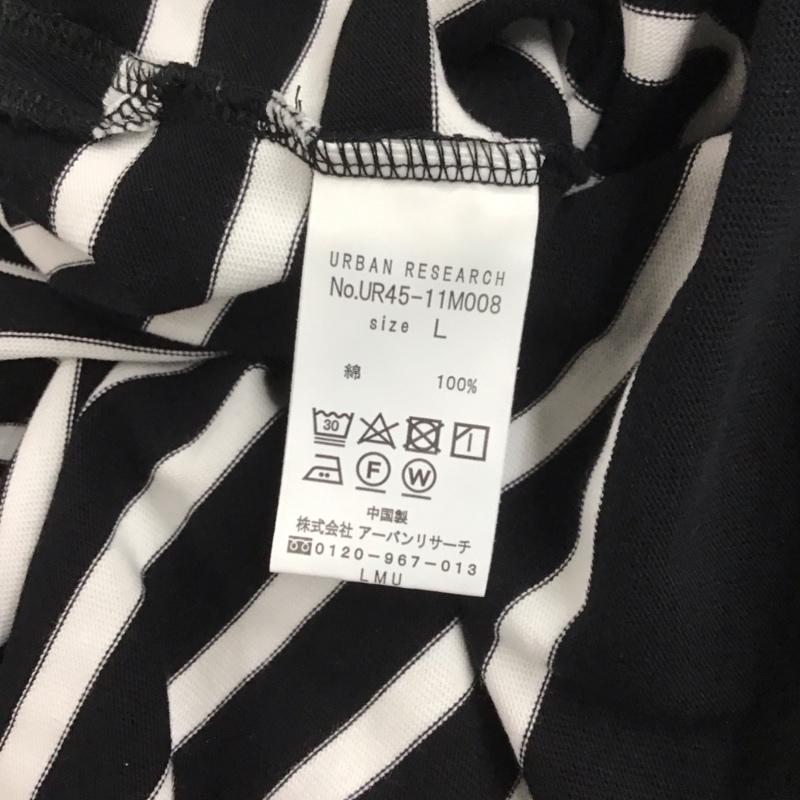 URBAN RESEARCH
No.UR45-11M008
size L
綿 100%
30
F W
中国製
株式会社 アーバンリサーチ
0120-967-013
LMU